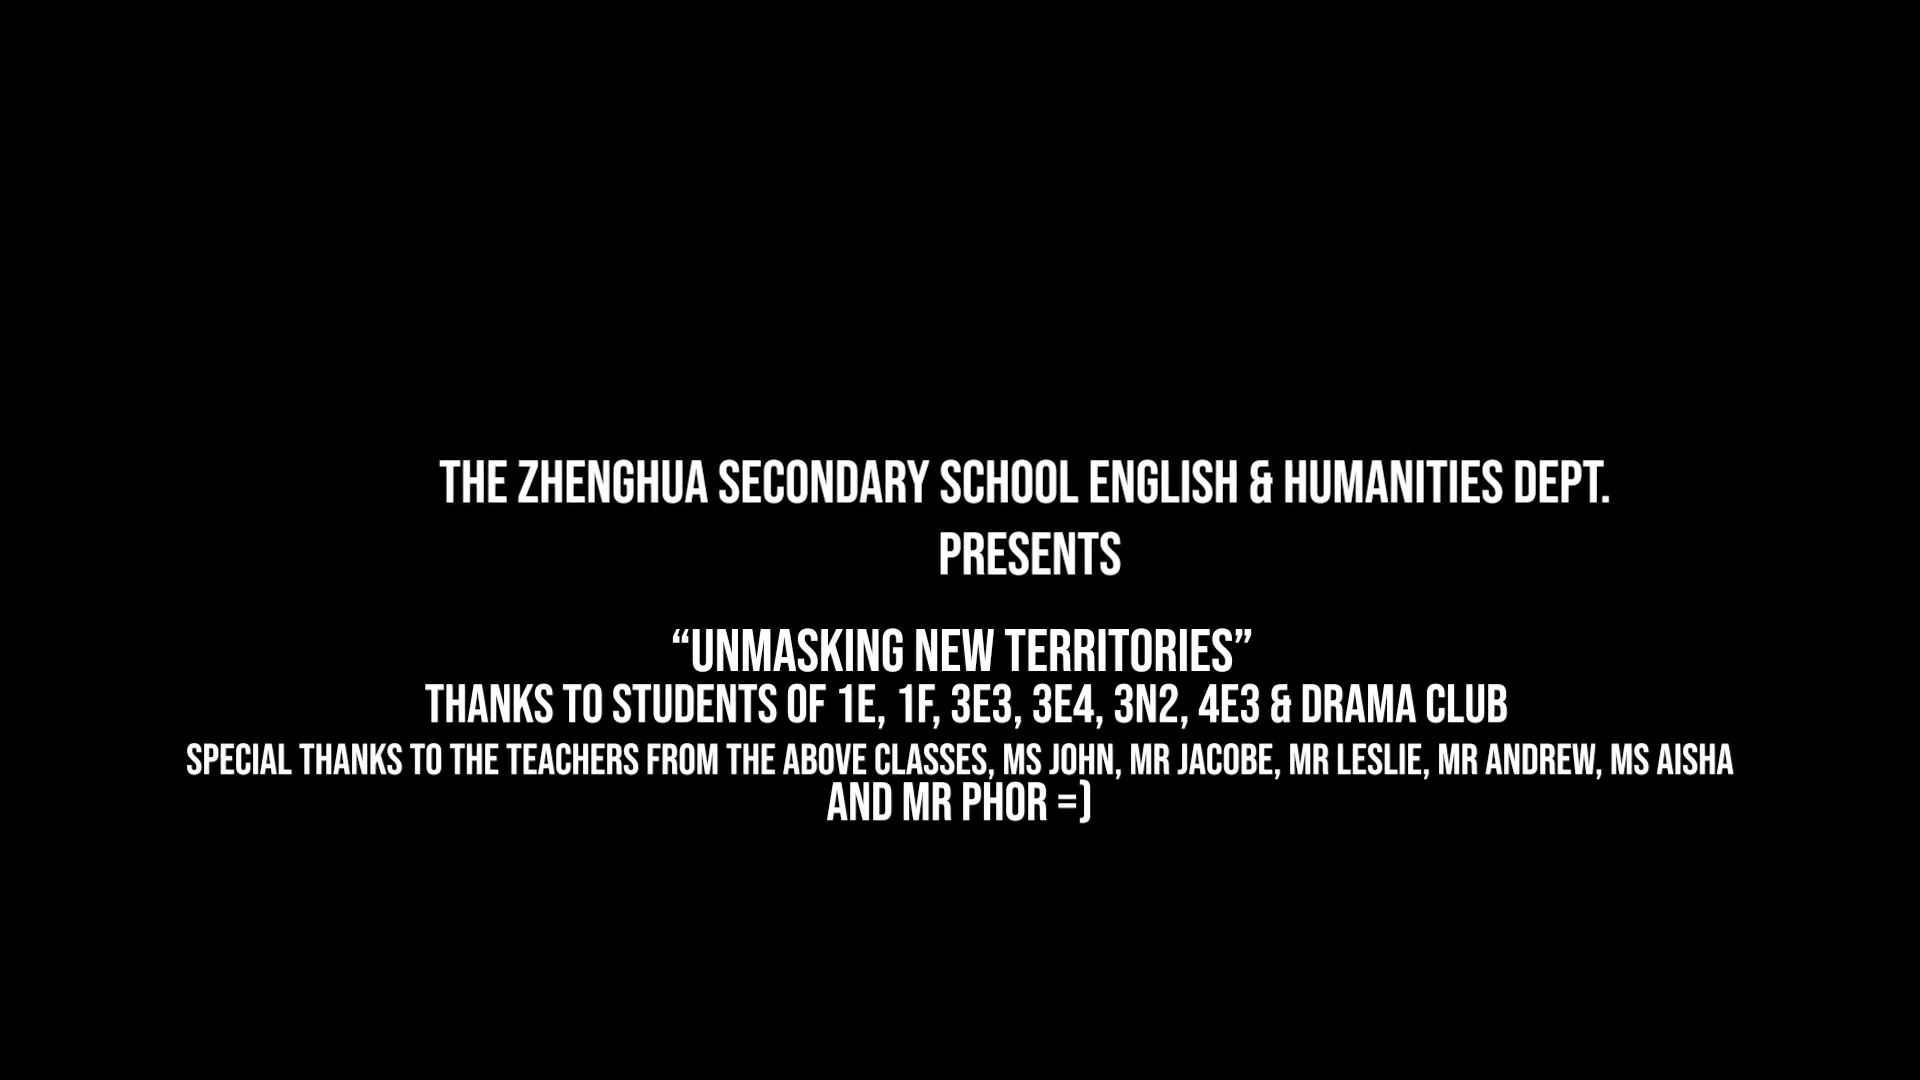 THE ZHENGHUA SECONDARY SCHOOL ENGLISH & HUMANITIES DEPT.
PRESENTS
“UNMASKING NEW TERRITORIES”
THANKS TO STUDENTS OF 1E, 1F, 3E3, 3E4, 3N2, 4E3 & DRAMA CLUB
SPECIAL THANKS TO THE TEACHERS FROM THE ABOVE CLASSES, MS JOHN, MR JACOBE, MR LESLIE, MR ANDREW, MS AISHA
AND MR PHOR =)